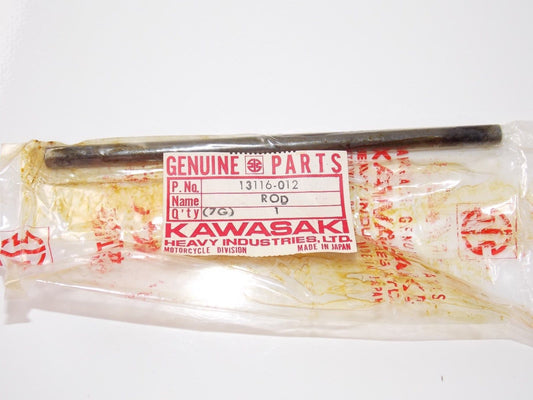 GENUINE PARTS
P. No. 13116-012
Name ROD
Q'ty (7G) 1
KAWASAKI
HEAVY INDUSTRIES, LTD.
MOTORCYCLE DIVISION MADE IN JAPAN